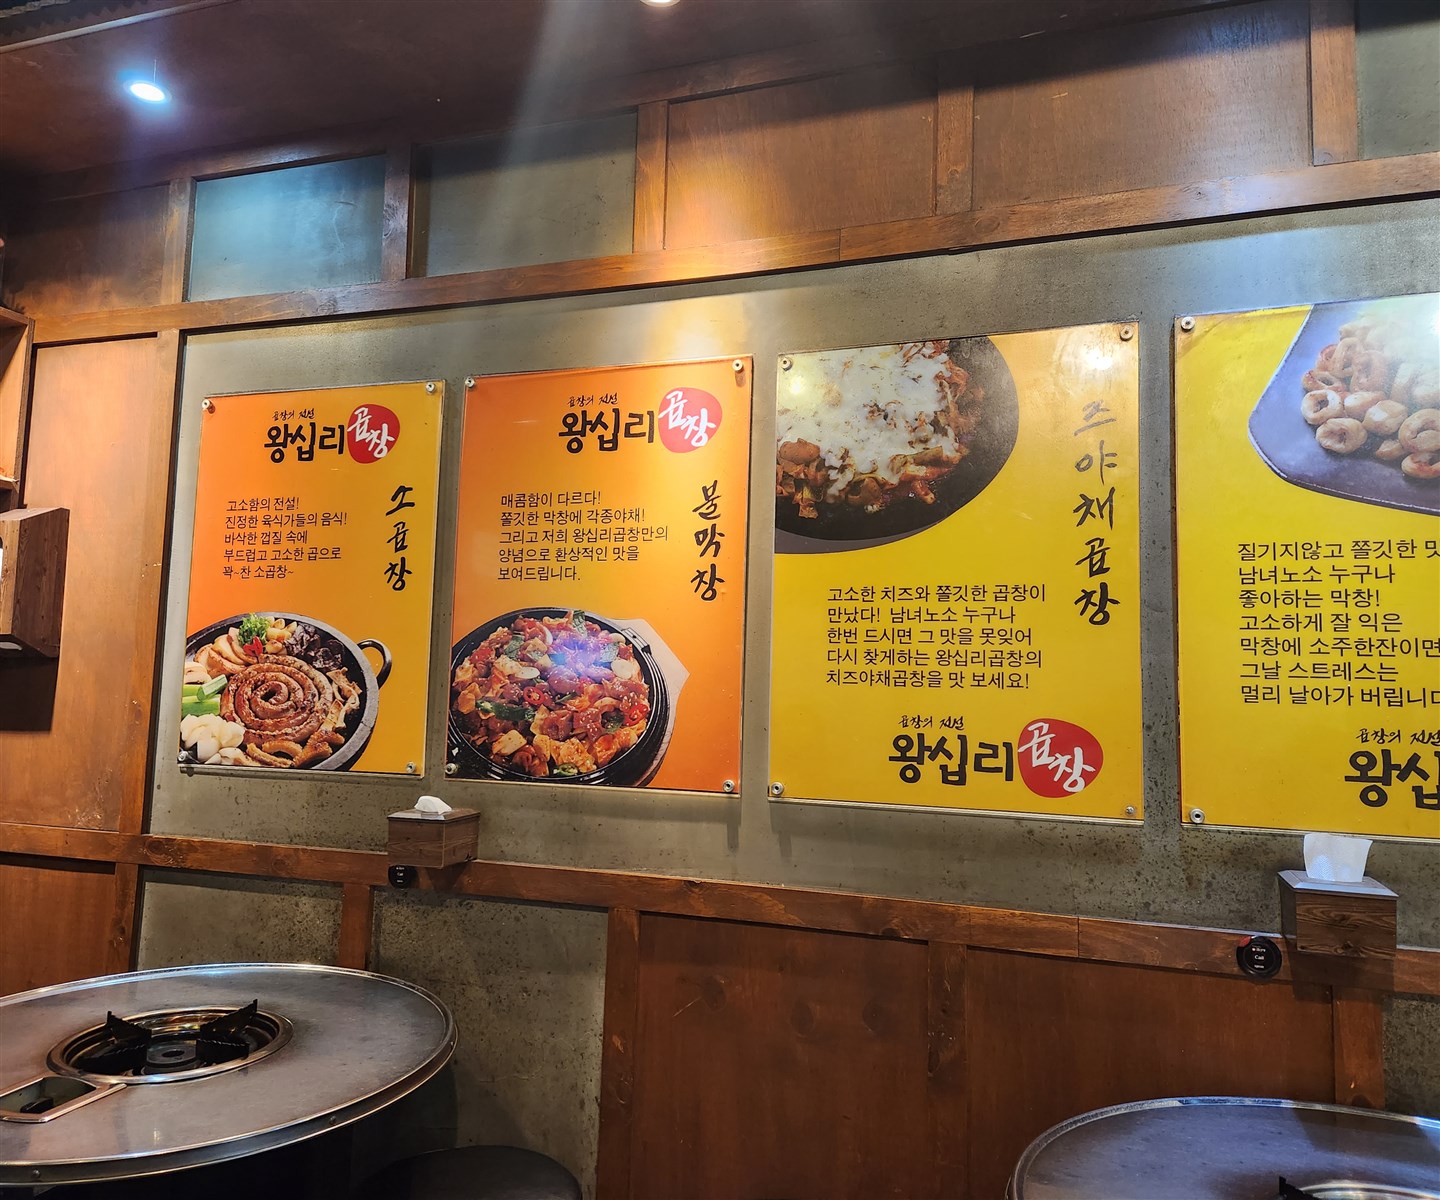 곱창의 전설
왕십리곱창
소곱창
고소함의 전설!
진정한 육식가들의 음식!
바삭한 껍질 속에
부드럽고 고소한 곱으로
꽉~찬 소곱창~
곱창의 전설
왕십리곱창
불막창
매콤함이 다르다!
쫄깃한 막창에 각종야채!
그리고 저희 왕십리곱창만의
양념으로 환상적인 맛을
보여드립니다.
즈야채곱창
고소한 치즈와 쫄깃한 곱창이
만났다! 남녀노소 누구나
한번 드시면 그 맛을 못잊어
다시 찾게하는 왕십리곱창의
치즈야채곱창을 맛 보세요!
곱창의 전설
왕십리곱창
질기지않고 쫄깃한 맛
남녀노소 누구나
좋아하는 막창!
고소하게 잘 익은
막창에 소주한잔이면
그날 스트레스는
멀리 날아가 버립니다
곱창의 전설
왕십
Call
Call